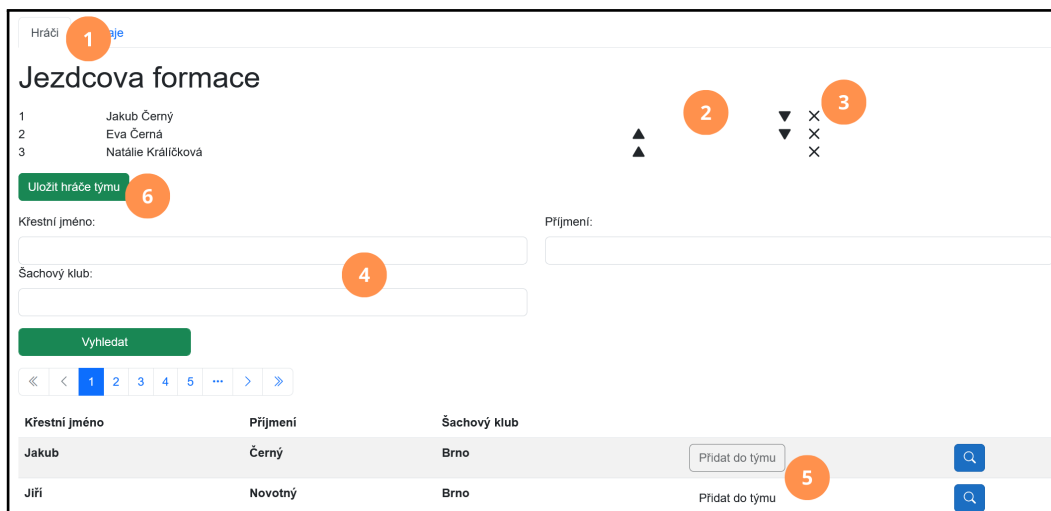 Hráči 1 aje
Jezdcova formace
1 Jakub Černý 2 3
2 Eva Černá
3 Natálie Králíčková
Uložit hráče týmu 6
Křestní jméno: Příjmení:
Šachový klub: 4
Vyhledat
« < 1 2 3 4 5 ··· > »
Křestní jméno Příjmení Šachový klub
Jakub Černý Brno Přidat do týmu
5
Jiří Novotný Brno Přidat do týmu